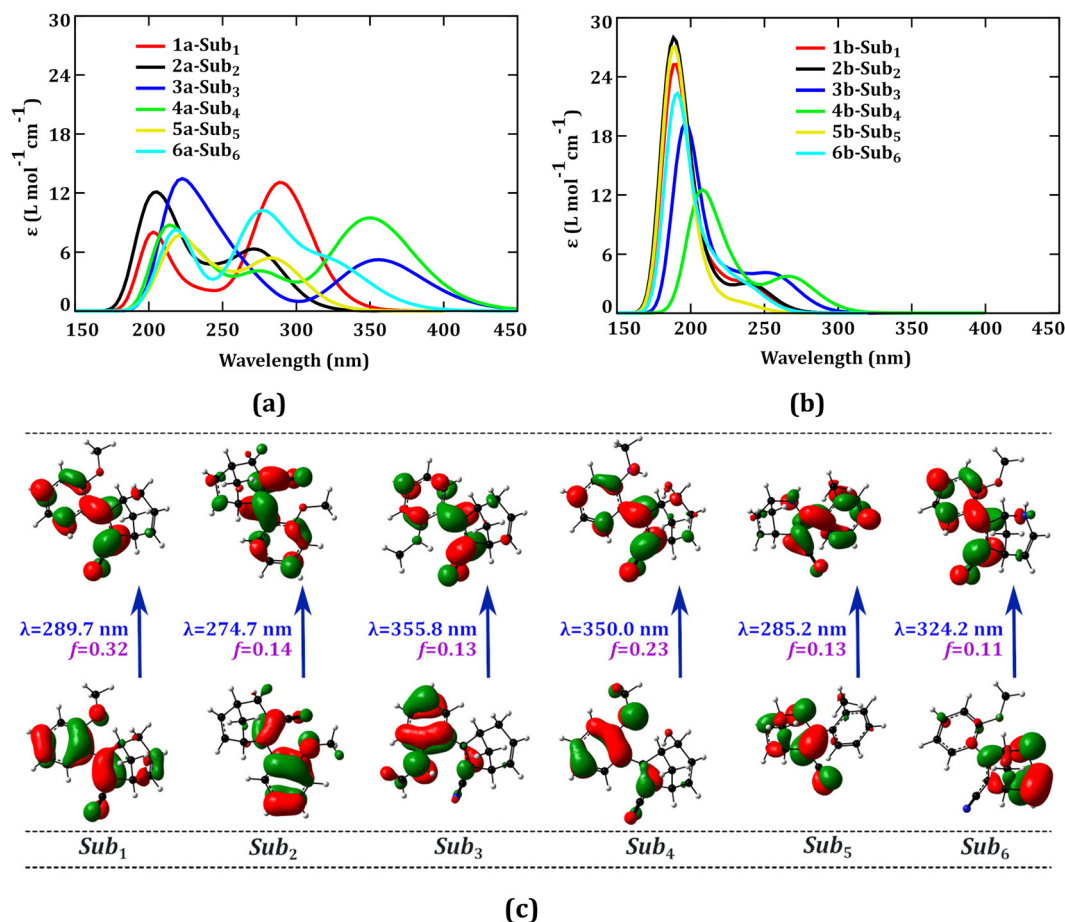 30
24
18
12
6
0
ε (L mol⁻¹ cm⁻¹)
1a-Sub₁
2a-Sub₂
3a-Sub₃
4a-Sub₄
5a-Sub₅
6a-Sub₆
150 200 250 300 350 400 450
Wavelength (nm)
(a)
30
24
18
12
6
0
ε (L mol⁻¹ cm⁻¹)
1b-Sub₁
2b-Sub₂
3b-Sub₃
4b-Sub₄
5b-Sub₅
6b-Sub₆
150 200 250 300 350 400 450
Wavelength (nm)
(b)
λ=289.7 nm λ=274.7 nm λ=355.8 nm λ=350.0 nm λ=285.2 nm λ=324.2 nm
f=0.32 f=0.14 f=0.13 f=0.23 f=0.13 f=0.11
Sub₁ Sub₂ Sub₃ Sub₄ Sub₅ Sub₆
(c)